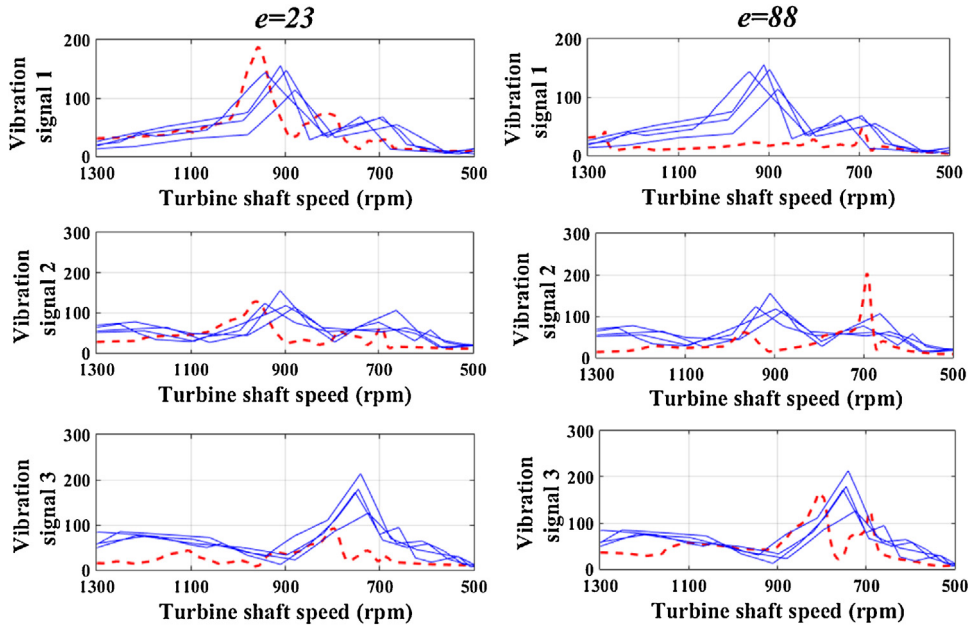 e=23
e=88
Vibration
signal 1
200
100
0
1300 1100 900 700 500
Turbine shaft speed (rpm)
Vibration
signal 1
200
100
0
1300 1100 900 700 500
Turbine shaft speed (rpm)
Vibration
signal 2
300
200
100
0
1300 1100 900 700 500
Turbine shaft speed (rpm)
Vibration
signal 2
300
200
100
0
1300 1100 900 700 500
Turbine shaft speed (rpm)
Vibration
signal 3
300
200
100
0
1300 1100 900 700 500
Turbine shaft speed (rpm)
Vibration
signal 3
300
200
100
0
1300 1100 900 700 500
Turbine shaft speed (rpm)